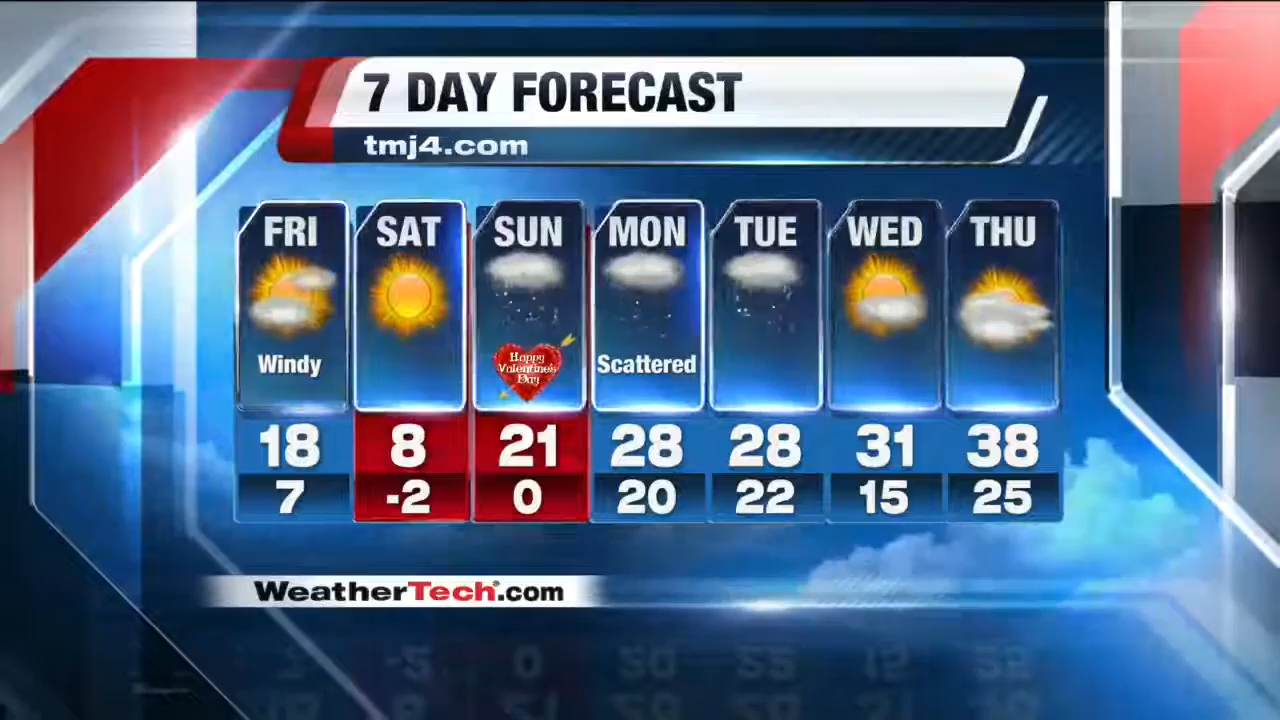 7 DAY FORECAST
tmj4.com
FRI SAT SUN MON TUE WED THU
Happy
Valentine's
Day
Windy Scattered
18 8 21 28 28 31 38
7 -2 0 20 22 15 25
WeatherTech®.com